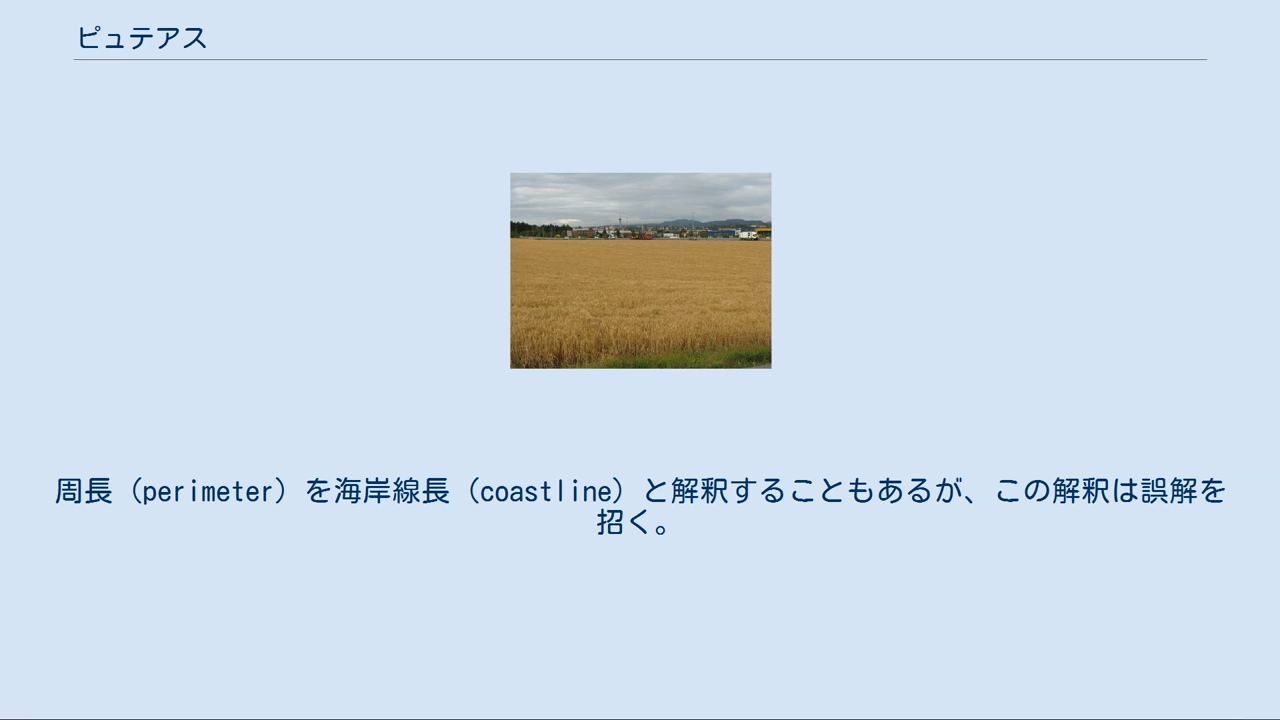 ピュテアス
周長（perimeter）を海岸線長（coastline）と解釈することもあるが、この解釈は誤解を
招く。